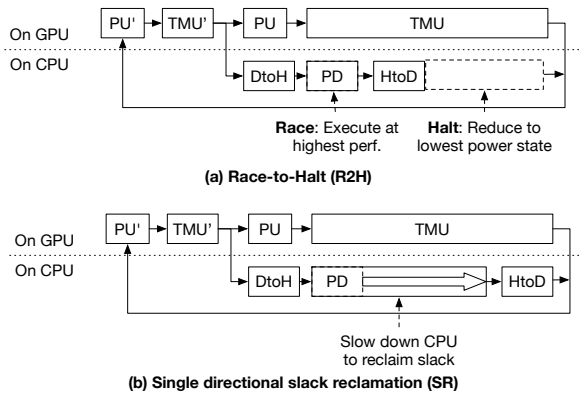 PU' TMU' PU TMU
On GPU
On CPU
DtoH PD HtoD
Race: Execute at
highest perf.
Halt: Reduce to
lowest power state
(a) Race-to-Halt (R2H)
PU' TMU' PU TMU
On GPU
On CPU
DtoH PD HtoD
Slow down CPU
to reclaim slack
(b) Single directional slack reclamation (SR)